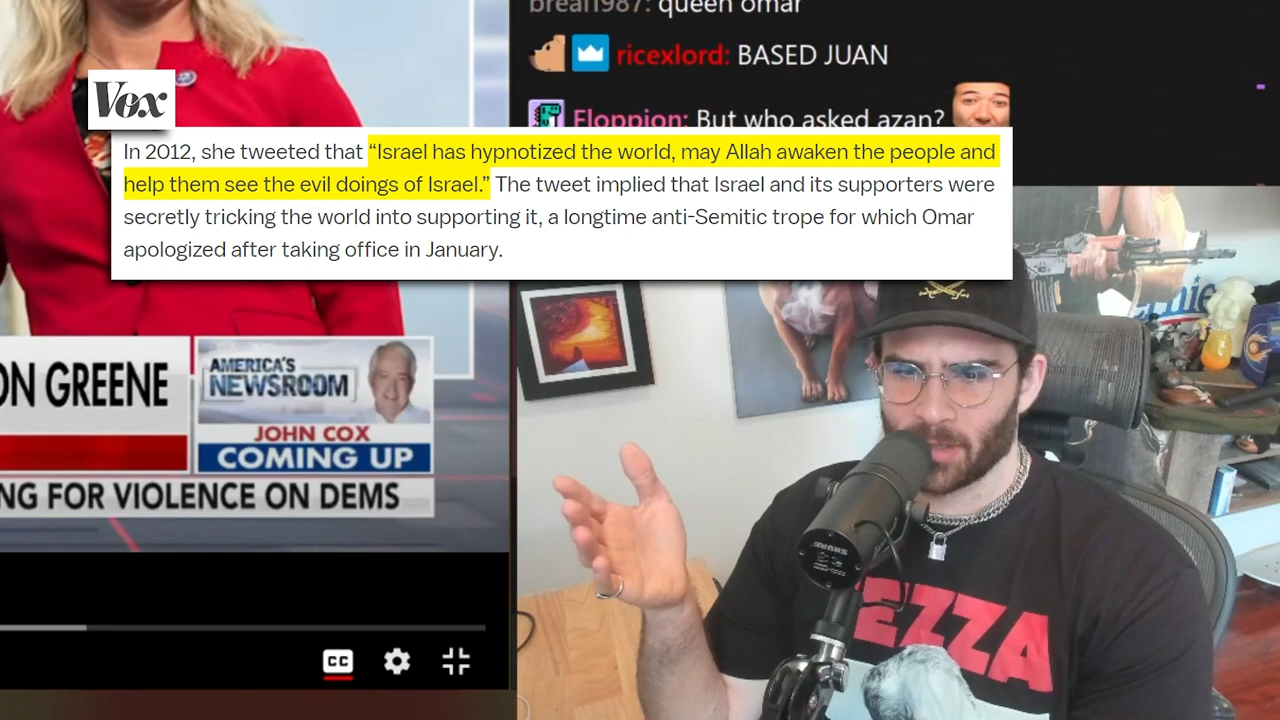 breal1987: queen omar
ricexlord: BASED JUAN
Floppion: But who asked azan?
Vox
In 2012, she tweeted that “Israel has hypnotized the world, may Allah awaken the people and
help them see the evil doings of Israel.” The tweet implied that Israel and its supporters were
secretly tricking the world into supporting it, a longtime anti-Semitic trope for which Omar
apologized after taking office in January.
ON GREENE
AMERICA'S
NEWSROOM
JOHN COX
COMING UP
NG FOR VIOLENCE ON DEMS
CC
SHURE
EZZA
rnie